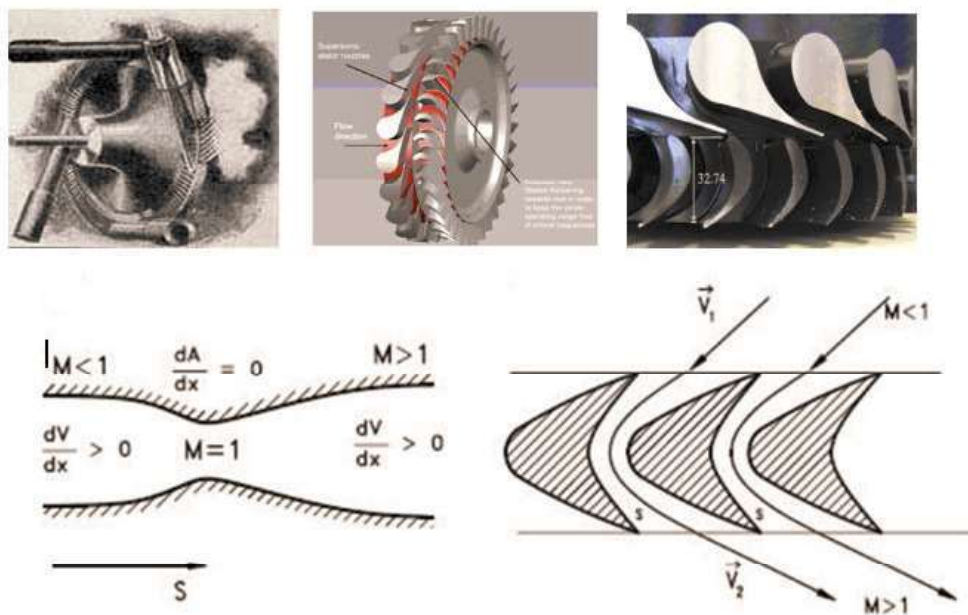 Supersonic
stator nozzles
Flow
direction
32.74
M<1
dA/dx = 0
M>1
dV/dx > 0
M=1
dV/dx > 0
S
V⃗₁
M<1
s
s
V⃗₂
M>1